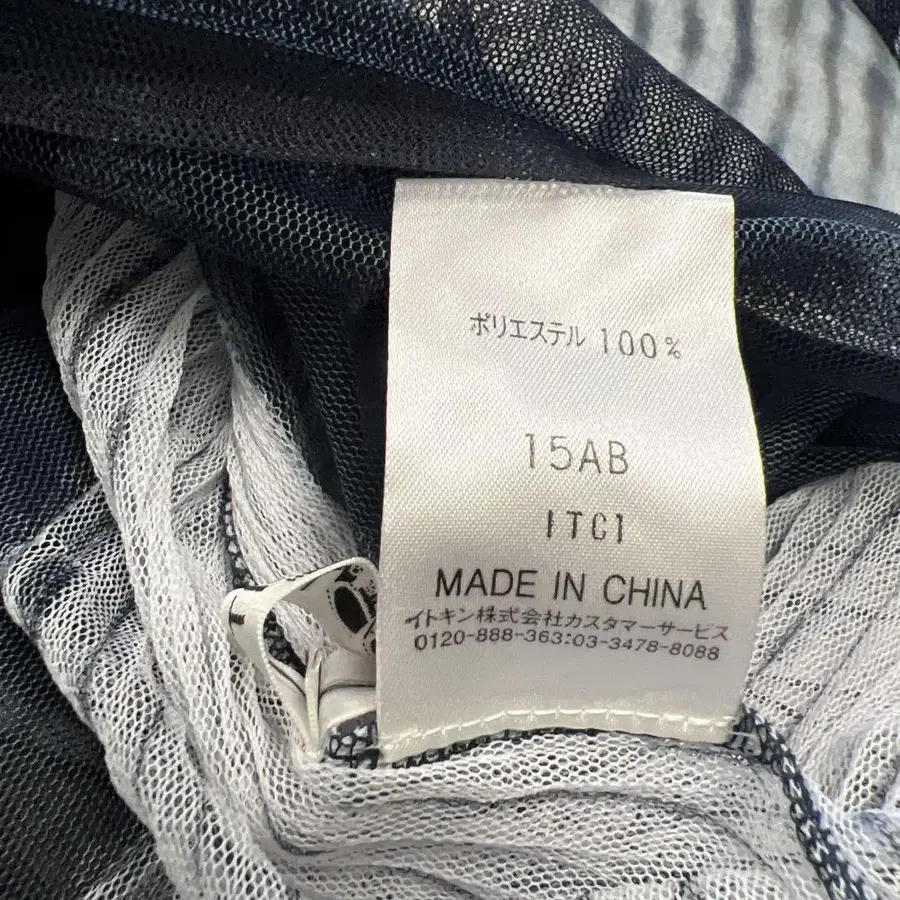 ポリエステル 100%
15AB
ITC1
MADE IN CHINA
イトキン株式会社カスタマーサービス
0120-888-363:03-3478-8088